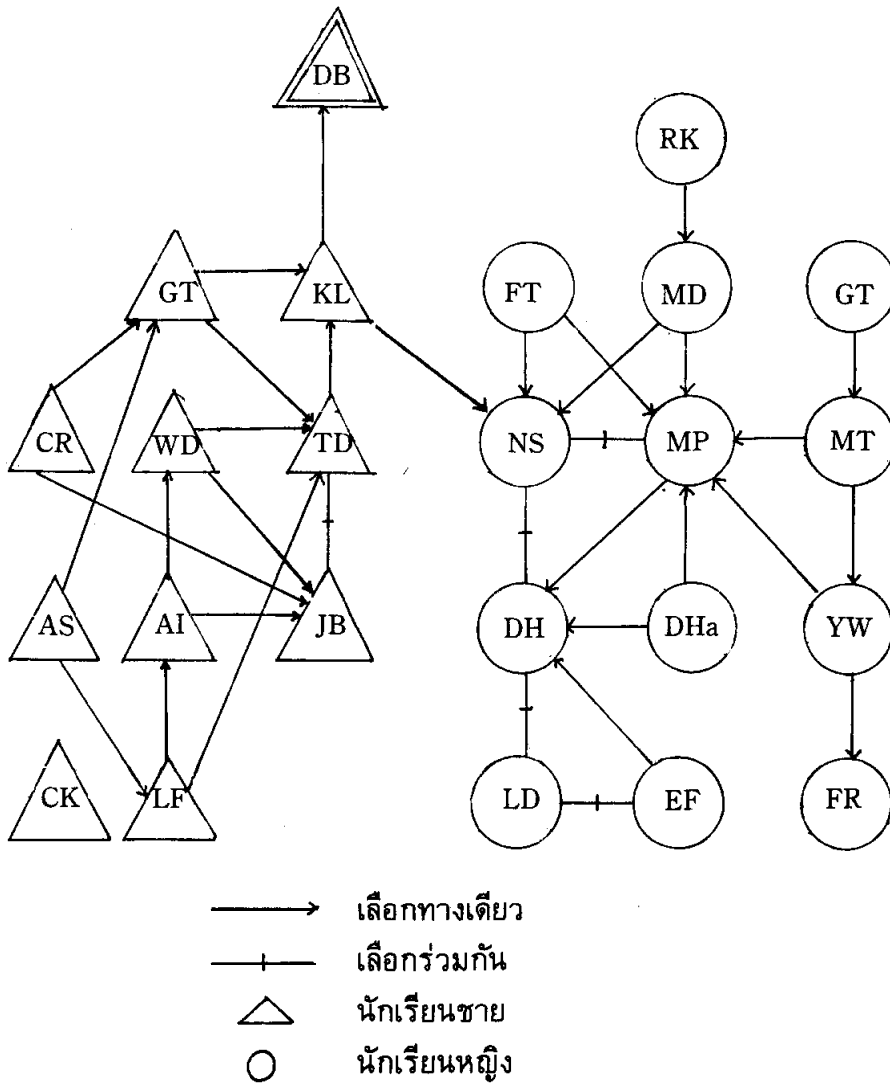 DB
RK
GT KL FT MD GT
CR WD TD NS MP MT
AS AI JB DH DHa YW
CK LF LD EF FR
เลือกทางเดียว
เลือกร่วมกัน
นักเรียนชาย
นักเรียนหญิง